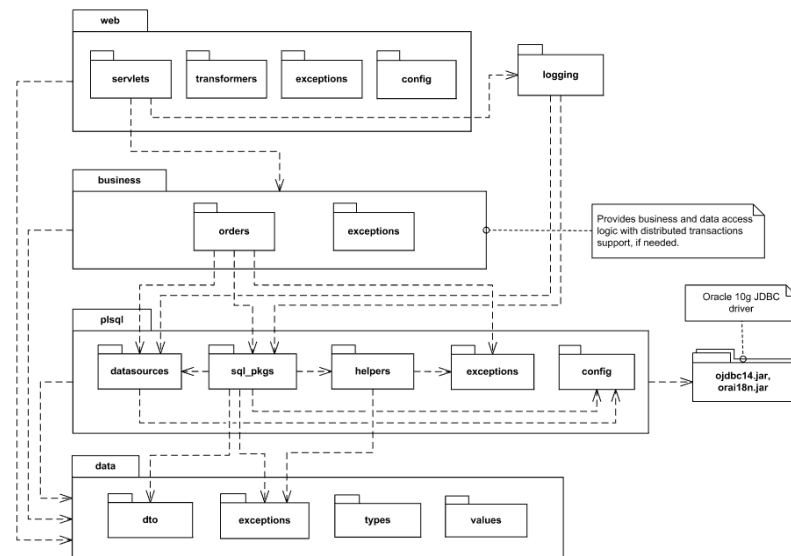 web
servlets
transformers
exceptions
config
logging
business
orders
exceptions
Provides business and data access
logic with distributed transactions
support, if needed.
Oracle 10g JDBC
driver
plsql
datasources
sql_pkgs
helpers
exceptions
config
ojdbc14.jar,
orai18n.jar
data
dto
exceptions
types
values